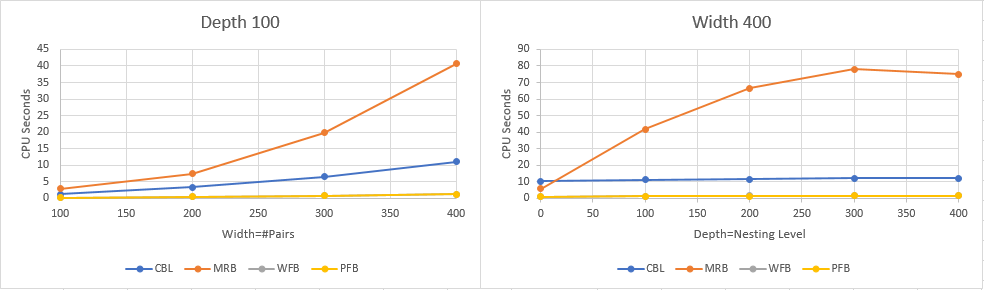 Depth 100
CPU Seconds
45
40
35
30
25
20
15
10
5
0
100 150 200 250 300 350 400
Width=#Pairs
CBL MRB WFB PFB
Width 400
CPU Seconds
90
80
70
60
50
40
30
20
10
0
0 50 100 150 200 250 300 350 400
Depth=Nesting Level
CBL MRB WFB PFB